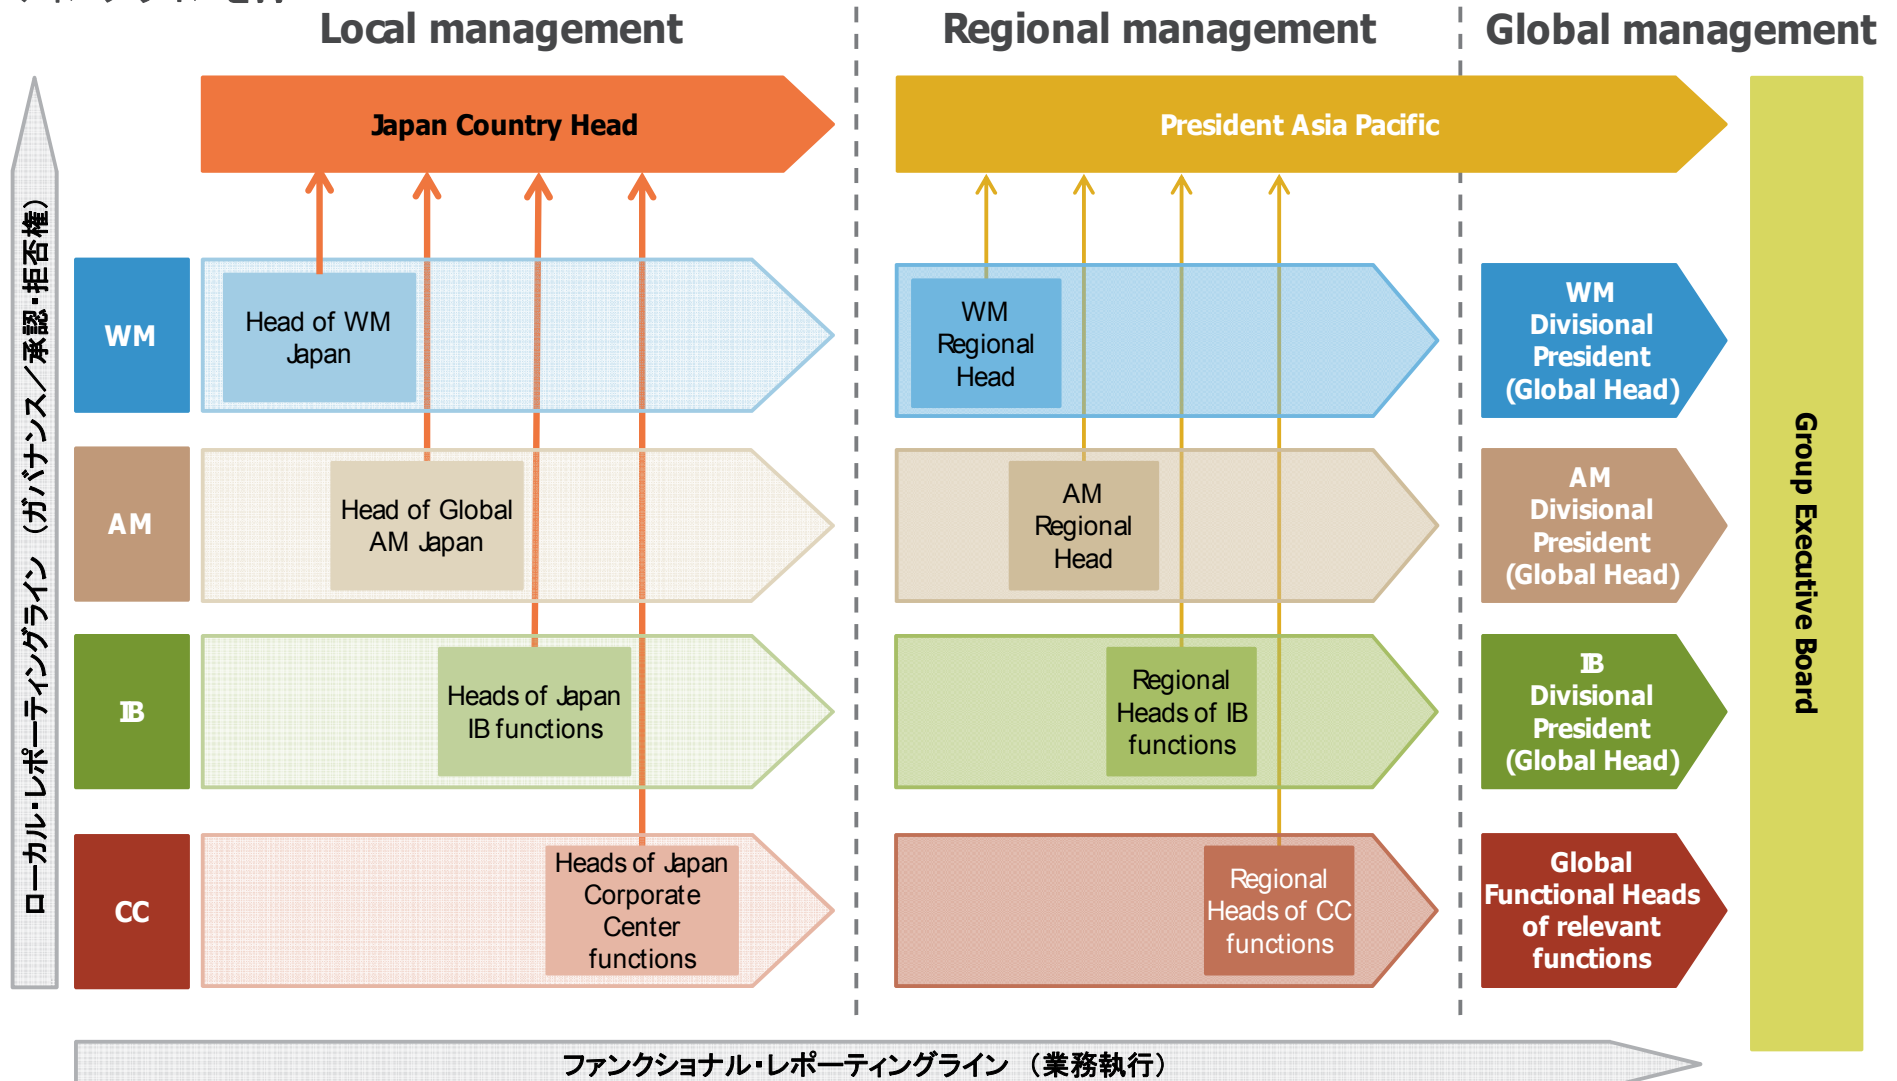 Local management
Regional management
Global management
Japan Country Head
President Asia Pacific
ローカル・レポーティングライン （ガバナンス／承認・拒否権）
WM
Head of WM
Japan
WM
Regional
Head
WM
Divisional
President
(Global Head)
AM
Head of Global
AM Japan
AM
Regional
Head
AM
Divisional
President
(Global Head)
IB
Heads of Japan
IB functions
Regional
Heads of IB
functions
IB
Divisional
President
(Global Head)
CC
Heads of Japan
Corporate
Center
functions
Regional
Heads of CC
functions
Global
Functional Heads
of relevant
functions
Group Executive Board
ファンクショナル・レポーティングライン （業務執行）